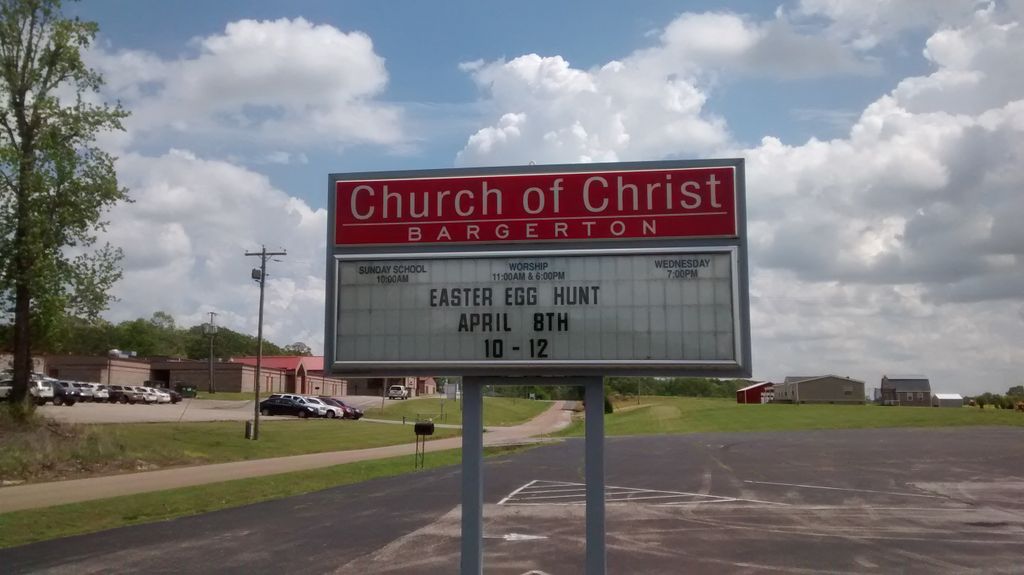 Church of Christ
BARGERTON
SUNDAY SCHOOL
10:00AM
WORSHIP
11:00AM & 6:00PM
WEDNESDAY
7:00PM
EASTER EGG HUNT
APRIL 8TH
10 - 12